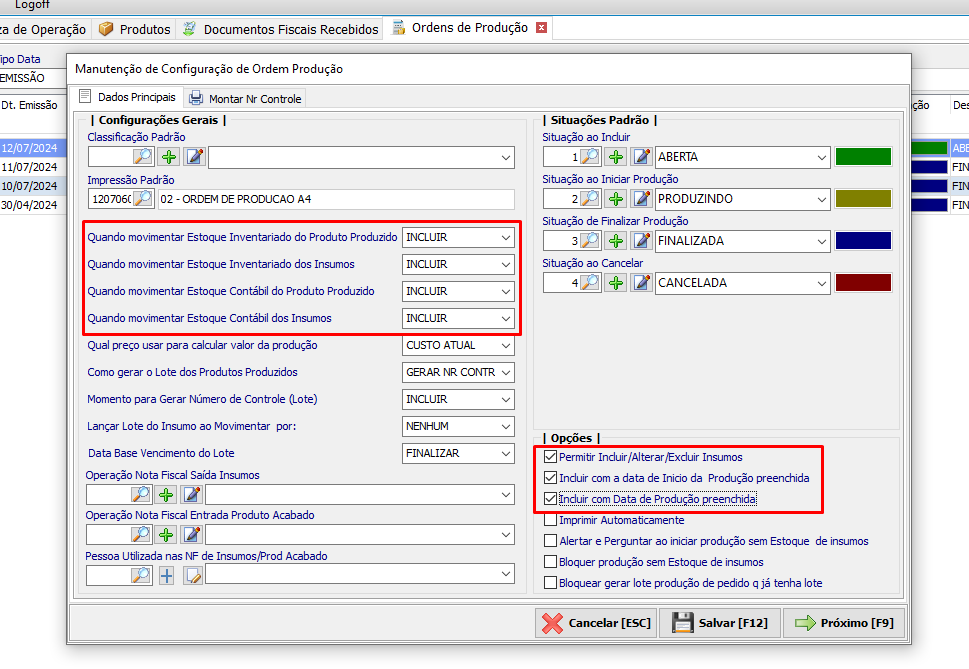 Logoff
za de Operação
Produtos
Documentos Fiscais Recebidos
Ordens de Produção
ipo Data
EMISSÃO
Dt. Emissão
12/07/2024
11/07/2024
10/07/2024
30/04/2024
ção
Des
ABE
FIN
FIN
FIN
Manutenção de Configuração de Ordem Produção
Dados Principais
Montar Nr Controle
| Configurações Gerais |
Classificação Padrão
Impressão Padrão
1207060
02 - ORDEM DE PRODUCAO A4
Quando movimentar Estoque Inventariado do Produto Produzido
INCLUIR
Quando movimentar Estoque Inventariado dos Insumos
INCLUIR
Quando movimentar Estoque Contábil do Produto Produzido
INCLUIR
Quando movimentar Estoque Contábil dos Insumos
INCLUIR
Qual preço usar para calcular valor da produção
CUSTO ATUAL
Como gerar o Lote dos Produtos Produzidos
GERAR NR CONTR
Momento para Gerar Número de Controle (Lote)
INCLUIR
Lançar Lote do Insumo ao Movimentar por:
NENHUM
Data Base Vencimento do Lote
FINALIZAR
Operação Nota Fiscal Saída Insumos
Operação Nota Fiscal Entrada Produto Acabado
Pessoa Utilizada nas NF de Insumos/Prod Acabado
| Situações Padrão |
Situação ao Incluir
1
ABERTA
Situação ao Iniciar Produção
2
PRODUZINDO
Situação de Finalizar Produção
3
FINALIZADA
Situação ao Cancelar
4
CANCELADA
| Opções |
Permitir Incluir/Alterar/Excluir Insumos
Incluir com a data de Inicio da Produção preenchida
Incluir com Data de Produção preenchida
Imprimir Automaticamente
Alertar e Perguntar ao iniciar produção sem Estoque de insumos
Bloquer produção sem Estoque de insumos
Bloquear gerar lote produção de pedido q já tenha lote
Cancelar [ESC]
Salvar [F12]
Próximo [F9]